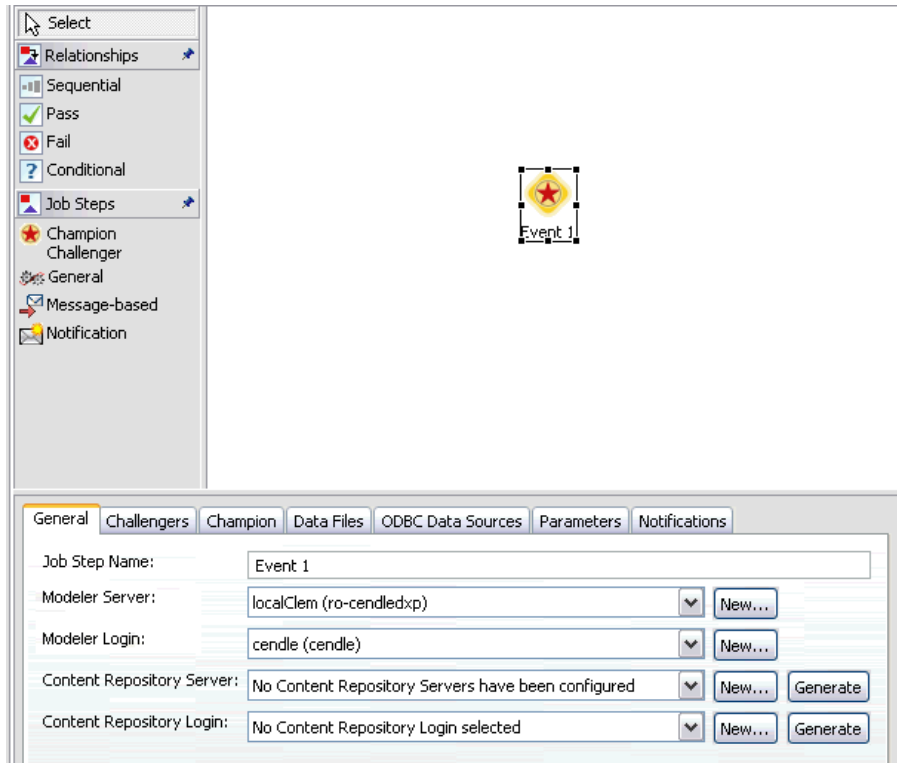 Select
Relationships
Sequential
Pass
Fail
Conditional
Job Steps
Champion
Challenger
General
Message-based
Notification
Event 1
General Challengers Champion Data Files ODBC Data Sources Parameters Notifications
Job Step Name: Event 1
Modeler Server: localClem (ro-cendledxp) New...
Modeler Login: cendle (cendle) New...
Content Repository Server: No Content Repository Servers have been configured New... Generate
Content Repository Login: No Content Repository Login selected New... Generate